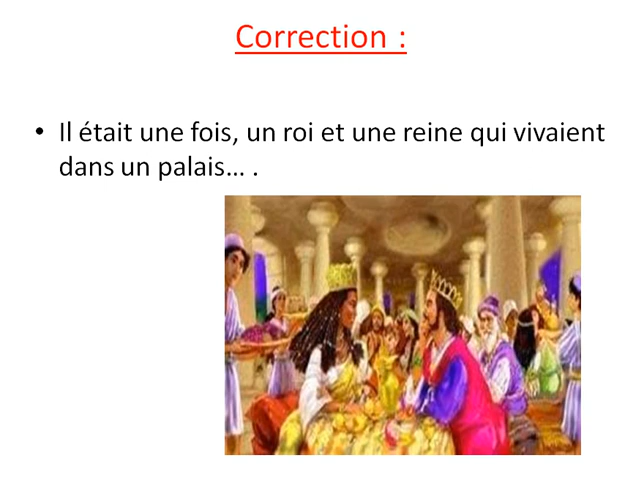 Correction :
• Il était une fois, un roi et une reine qui vivaient
dans un palais… .